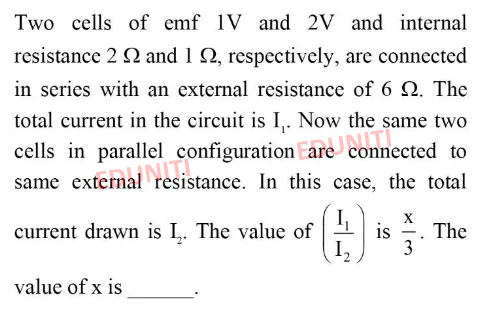 Two cells of emf 1V and 2V and internal
resistance 2 Ω and 1 Ω, respectively, are connected
in series with an external resistance of 6 Ω. The
total current in the circuit is I₁. Now the same two
cells in parallel configuration are connected to
same external resistance. In this case, the total
current drawn is I₂. The value of (I₁/I₂) is x/3. The
value of x is ______.
EDUNITI
EDUNITI